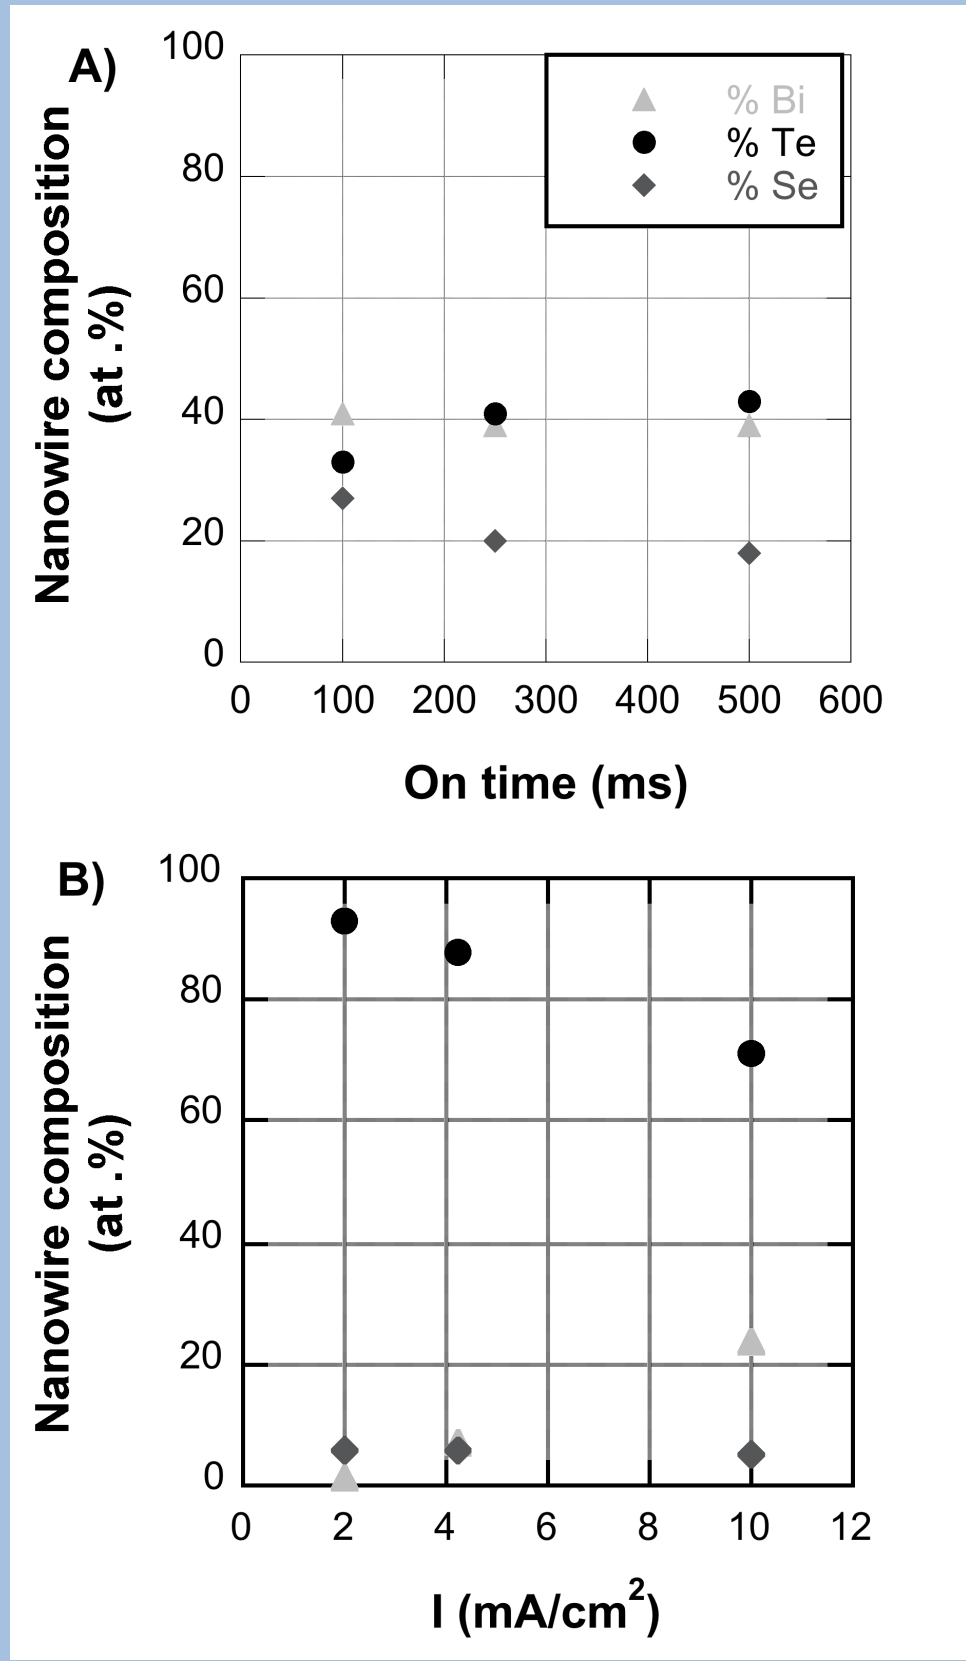 A)
Nanowire composition
(at .%)
100
80
60
40
20
0
% Bi
% Te
% Se
0 100 200 300 400 500 600
On time (ms)
B)
Nanowire composition
(at .%)
100
80
60
40
20
0
0 2 4 6 8 10 12
I (mA/cm²)